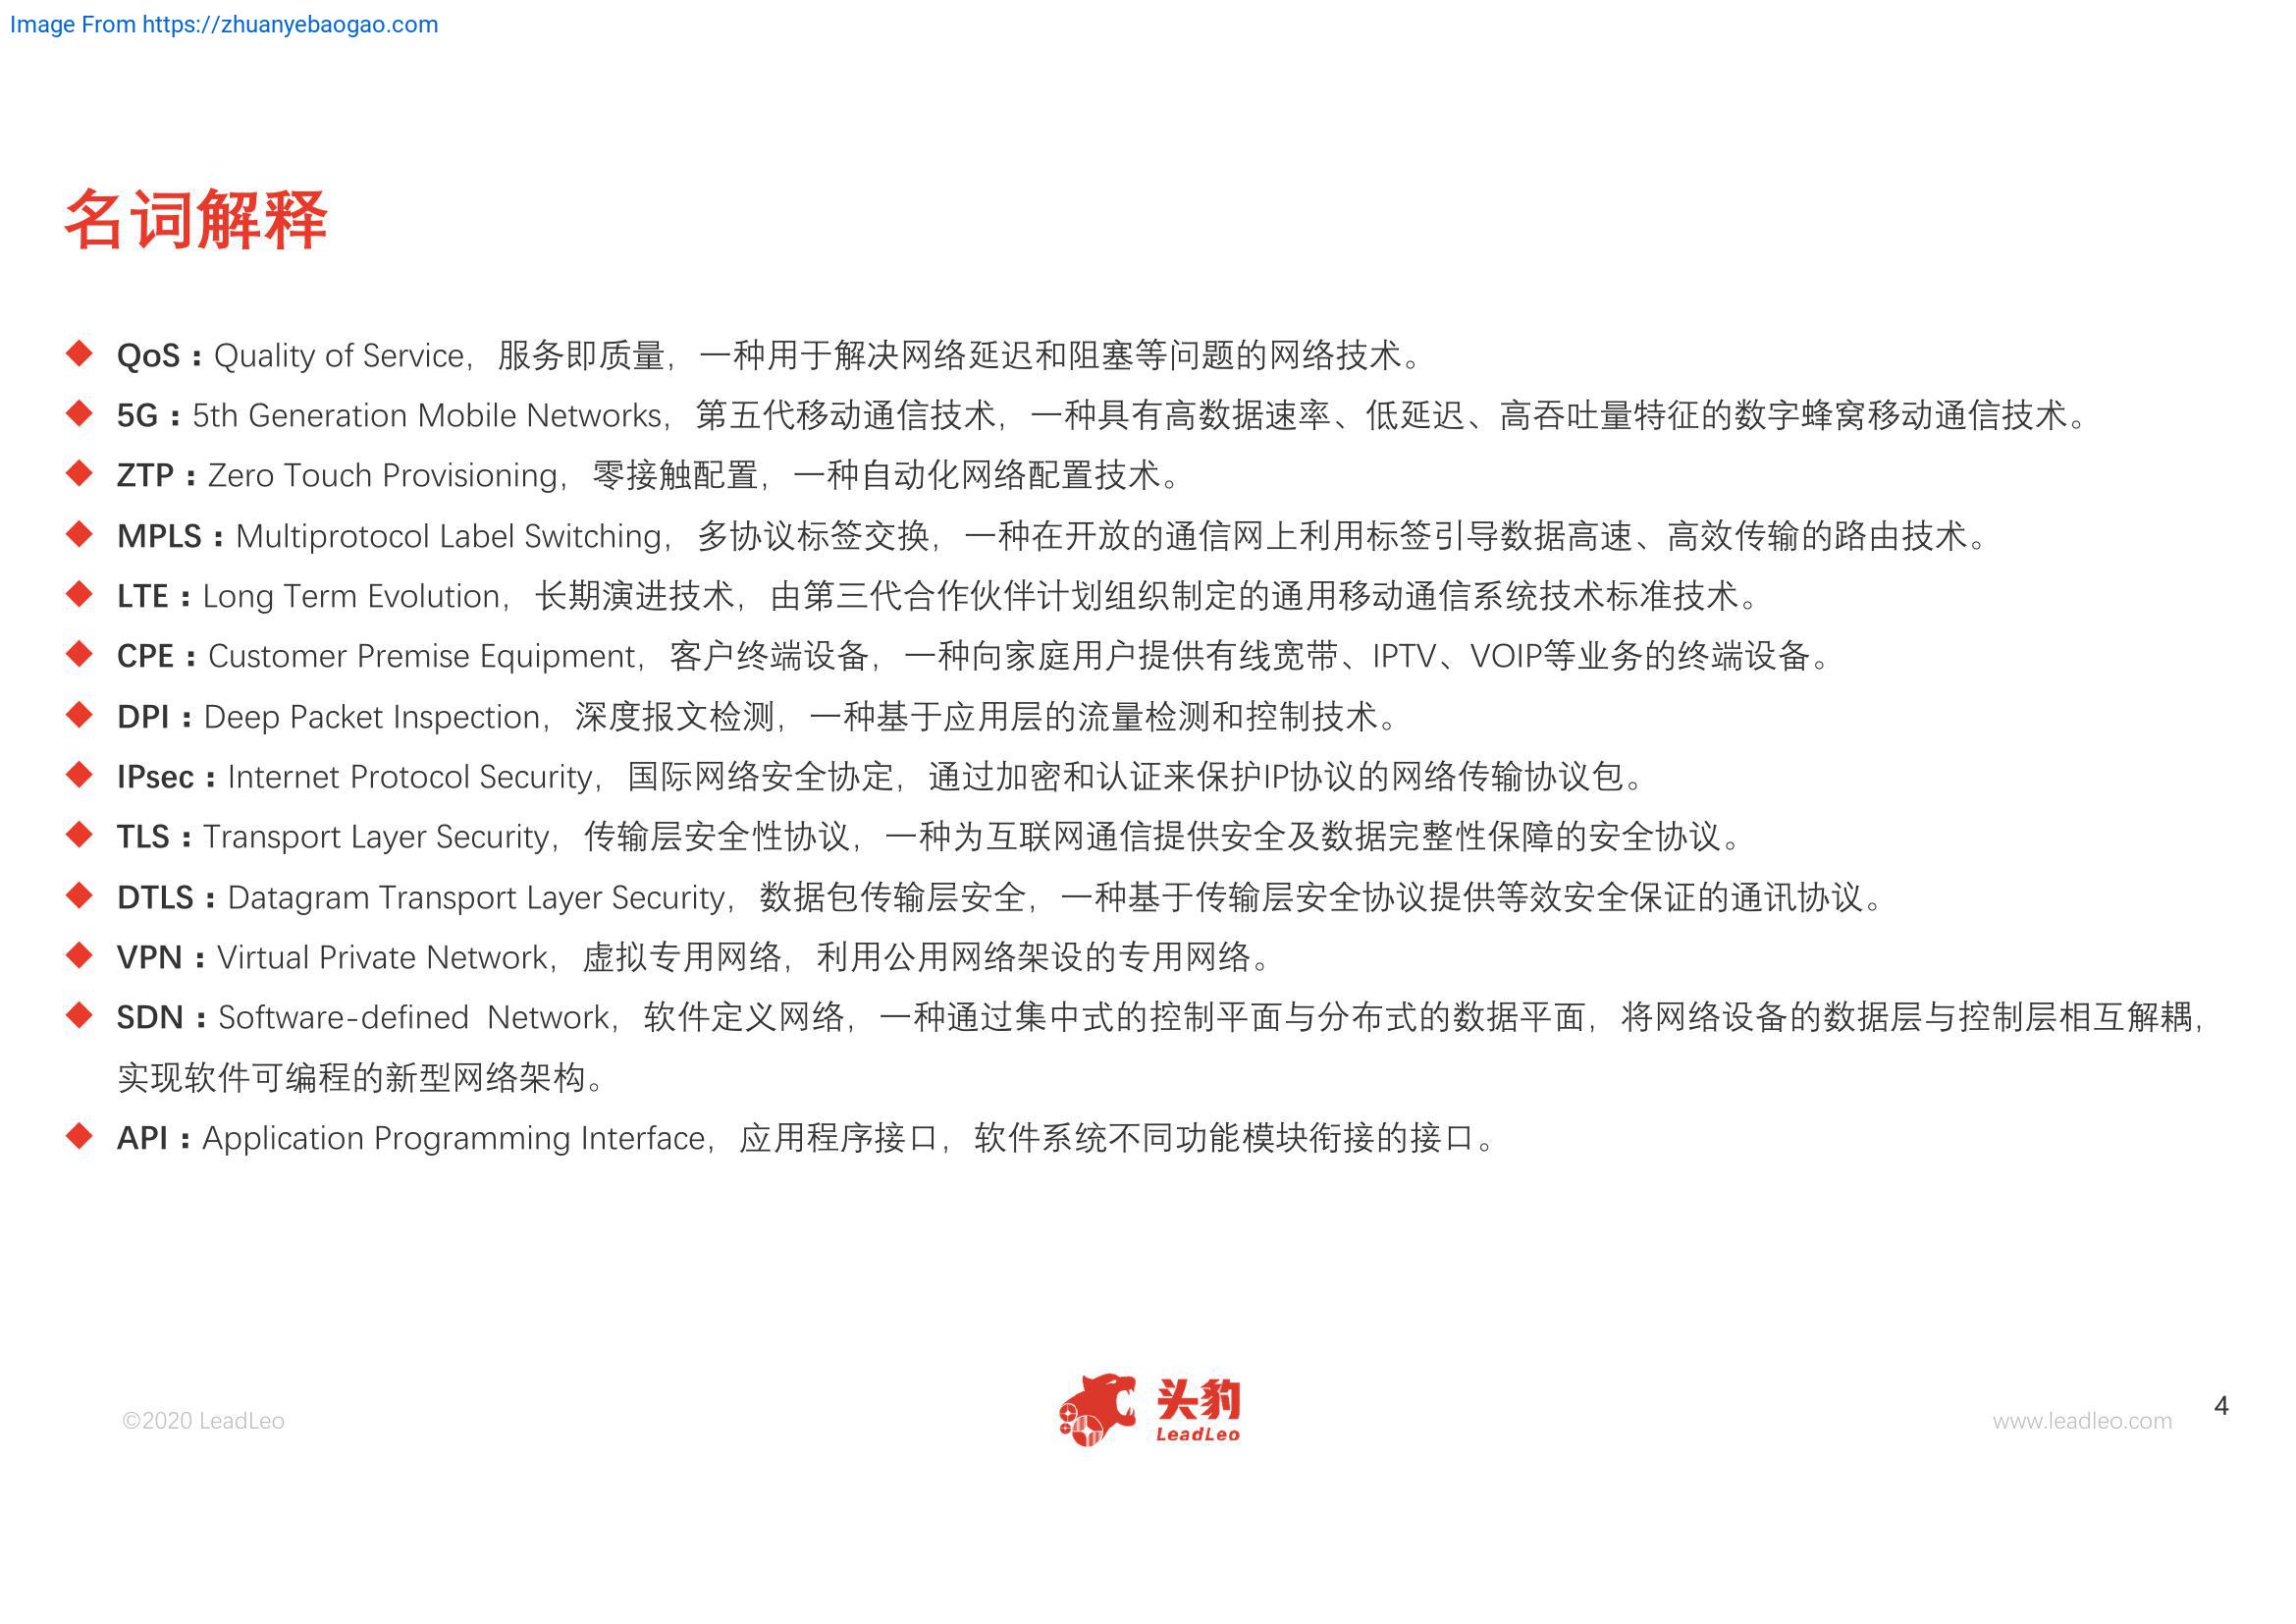 Image From https://zhuanyebaogao.com
名词解释
◆ QoS：Quality of Service，服务即质量，一种用于解决网络延迟和阻塞等问题的网络技术。
◆ 5G：5th Generation Mobile Networks，第五代移动通信技术，一种具有高数据速率、低延迟、高吞吐量特征的数字蜂窝移动通信技术。
◆ ZTP：Zero Touch Provisioning，零接触配置，一种自动化网络配置技术。
◆ MPLS：Multiprotocol Label Switching，多协议标签交换，一种在开放的通信网上利用标签引导数据高速、高效传输的路由技术。
◆ LTE：Long Term Evolution，长期演进技术，由第三代合作伙伴计划组织制定的通用移动通信系统技术标准技术。
◆ CPE：Customer Premise Equipment，客户终端设备，一种向家庭用户提供有线宽带、IPTV、VOIP等业务的终端设备。
◆ DPI：Deep Packet Inspection，深度报文检测，一种基于应用层的流量检测和控制技术。
◆ IPsec：Internet Protocol Security，国际网络安全协定，通过加密和认证来保护IP协议的网络传输协议包。
◆ TLS：Transport Layer Security，传输层安全性协议，一种为互联网通信提供安全及数据完整性保障的安全协议。
◆ DTLS：Datagram Transport Layer Security，数据包传输层安全，一种基于传输层安全协议提供等效安全保证的通讯协议。
◆ VPN：Virtual Private Network，虚拟专用网络，利用公用网络架设的专用网络。
◆ SDN：Software-defined Network，软件定义网络，一种通过集中式的控制平面与分布式的数据平面，将网络设备的数据层与控制层相互解耦，
实现软件可编程的新型网络架构。
◆ API：Application Programming Interface，应用程序接口，软件系统不同功能模块衔接的接口。
©2020 LeadLeo
头豹
LeadLeo
www.leadleo.com
4